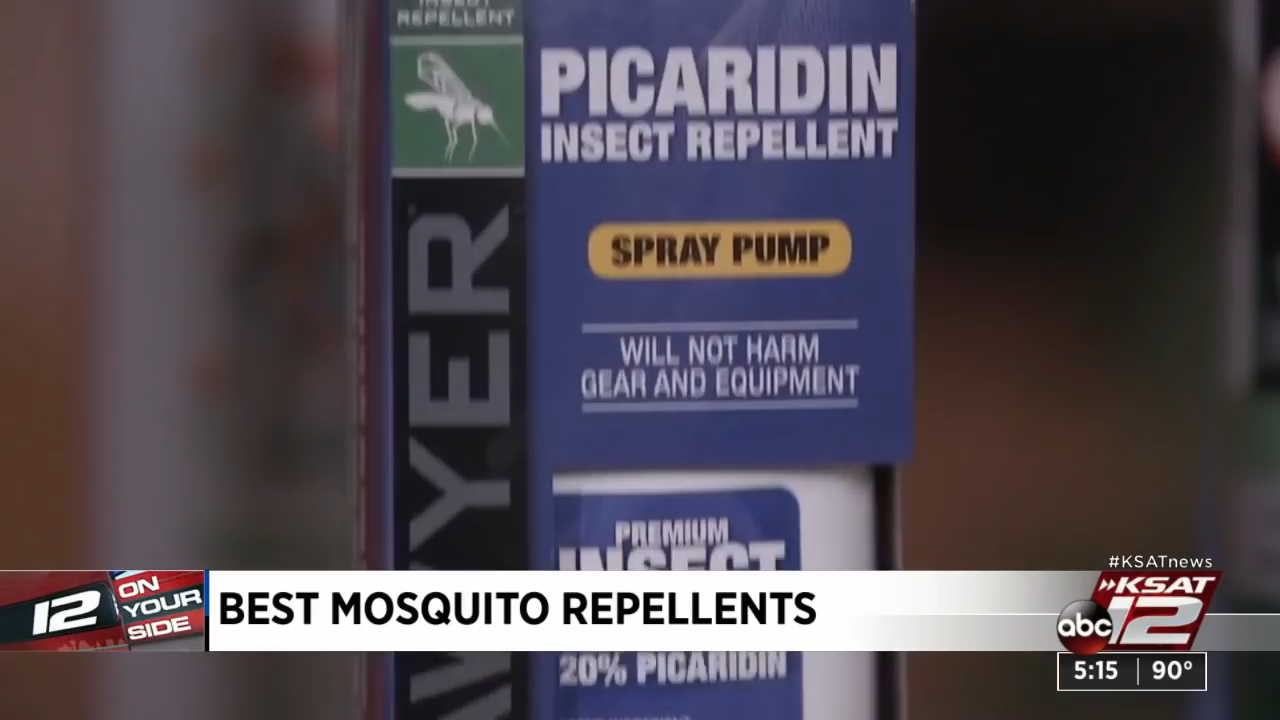 INSECT
REPELLENT
PICARIDIN
INSECT REPELLENT
SPRAY PUMP
WILL NOT HARM
GEAR AND EQUIPMENT
PREMIUM
INSECT
20% PICARIDIN
12
ON
YOUR
SIDE
BEST MOSQUITO REPELLENTS
#KSATnews
KSAT
abc 12
5:15 90°